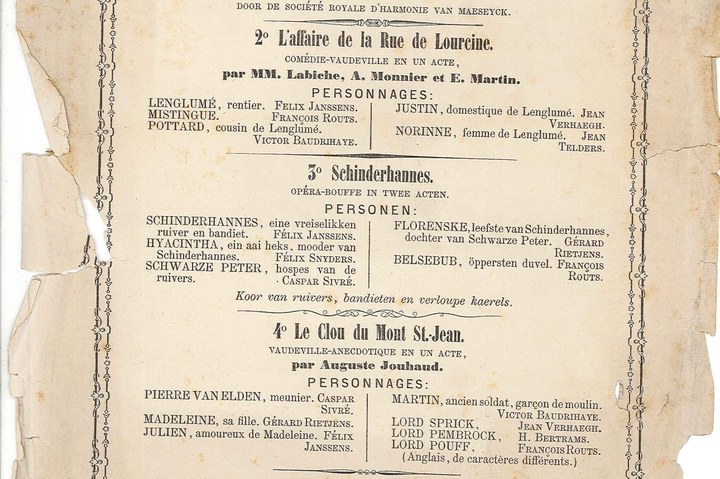 DOOR DE SOCIÉTÉ ROYALE D'HARMONIE VAN MAESEYCK.
2º L'affaire de la Rue de Lourcine.
COMÉDIE-VAUDEVILLE EN UN ACTE,
par MM. Labiche, A. Monnier et E. Martin.
PERSONNAGES:
LENGLUMÉ, rentier. FELIX JANSSENS.
MISTINGUE. FRANÇOIS ROUTS.
POTTARD, cousin de Lenglumé.
VICTOR BAUDRIHAYE.
JUSTIN, domestique de Lenglumé. JEAN
VERHAEGH.
NORINNE, femme de Lenglumé. JEAN
TELDERS.
3º Schinderhannes.
OPÉRA-BOUFFE IN TWEE ACTEN.
PERSONEN:
SCHINDERHANNES, eine vreiselikken
ruiver en bandiet. FÉLIX JANSSENS.
HYACINTHA, ein aai heks, mooder van
Schinderhannes. FÉLIX SNYDERS.
SCHWARZE PETER, hospes van de
ruivers. CASPAR SIVRÉ.
FLORENSKE, leefste van Schinderhannes,
dochter van Schwarze Peter. GÉRARD
RIETJENS.
BELSEBUB, öppersten duvel. FRANÇOIS
ROUTS.
Koor van ruivers, bandieten en verloupe kaerels.
4º Le Clou du Mont St.-Jean.
VAUDEVILLE-ANECDOTIQUE EN UN ACTE,
par Auguste Jouhaud.
PERSONNAGES:
PIERRE VAN ELDEN, meunier. CASPAR
SIVRÉ.
MADELEINE, sa fille. GÉRARD RIETJENS.
JULIEN, amoureux de Madeleine. FÉLIX
JANSSENS.
MARTIN, ancien soldat, garçon de moulin.
VICTOR BAUDRIHAYE.
LORD SPRICK, JEAN VERHAEGH.
LORD PEMBROCK, H. BERTRAMS.
LORD POUFF, FRANÇOIS ROUTS.
(Anglais, de caractères différents.)